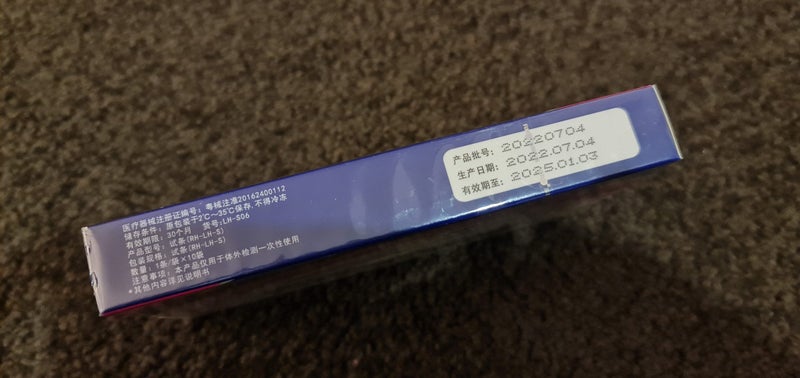 医疗器械注册证编号：粤械注准20162400112
储存条件：原包装于2℃～35℃保存，不得冷冻
有效期限：30个月 货号：LH-S06
产品型号：试条（RH-LH-S）
包装规格：试条（RH-LH-S）
数量：1条/袋×10袋
注意事项：本产品仅用于体外检测一次性使用
*其他内容详见说明书
产品批号：20220704
生产日期：2022.07.04
有效期至：2025.01.03